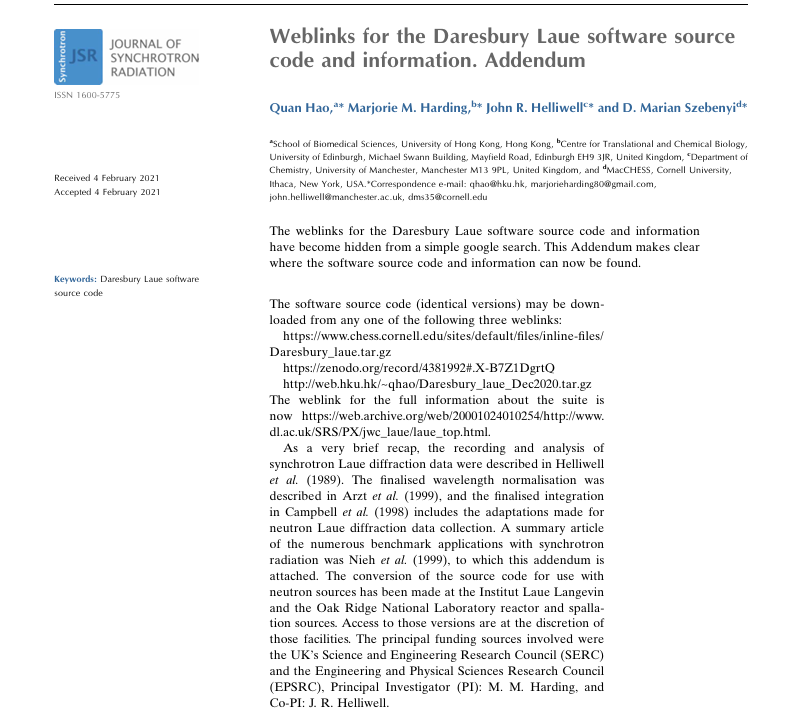 Synchrotron
JSR
JOURNAL OF
SYNCHROTRON
RADIATION
ISSN 1600-5775
Received 4 February 2021
Accepted 4 February 2021
Keywords: Daresbury Laue software
source code
Weblinks for the Daresbury Laue software source
code and information. Addendum
Quan Hao,a* Marjorie M. Harding,b* John R. Helliwellc* and D. Marian Szebenyid*
aSchool of Biomedical Sciences, University of Hong Kong, Hong Kong, bCentre for Translational and Chemical Biology,
University of Edinburgh, Michael Swann Building, Mayfield Road, Edinburgh EH9 3JR, United Kingdom, cDepartment of
Chemistry, University of Manchester, Manchester M13 9PL, United Kingdom, and dMacCHESS, Cornell University,
Ithaca, New York, USA.*Correspondence e-mail: qhao@hku.hk, marjorieharding80@gmail.com,
john.helliwell@manchester.ac.uk, dms35@cornell.edu
The weblinks for the Daresbury Laue software source code and information
have become hidden from a simple google search. This Addendum makes clear
where the software source code and information can now be found.
The software source code (identical versions) may be down-
loaded from any one of the following three weblinks:
https://www.chess.cornell.edu/sites/default/files/inline-files/
Daresbury_laue.tar.gz
https://zenodo.org/record/4381992#.X-B7Z1DgrtQ
http://web.hku.hk/~qhao/Daresbury_laue_Dec2020.tar.gz
The weblink for the full information about the suite is
now https://web.archive.org/web/20001024010254/http://www.
dl.ac.uk/SRS/PX/jwc_laue/laue_top.html.
As a very brief recap, the recording and analysis of
synchrotron Laue diffraction data were described in Helliwell
et al. (1989). The finalised wavelength normalisation was
described in Arzt et al. (1999), and the finalised integration
in Campbell et al. (1998) includes the adaptations made for
neutron Laue diffraction data collection. A summary article
of the numerous benchmark applications with synchrotron
radiation was Nieh et al. (1999), to which this addendum is
attached. The conversion of the source code for use with
neutron sources has been made at the Institut Laue Langevin
and the Oak Ridge National Laboratory reactor and spalla-
tion sources. Access to those versions are at the discretion of
those facilities. The principal funding sources involved were
the UK's Science and Engineering Research Council (SERC)
and the Engineering and Physical Sciences Research Council
(EPSRC), Principal Investigator (PI): M. M. Harding, and
Co-PI: J. R. Helliwell.